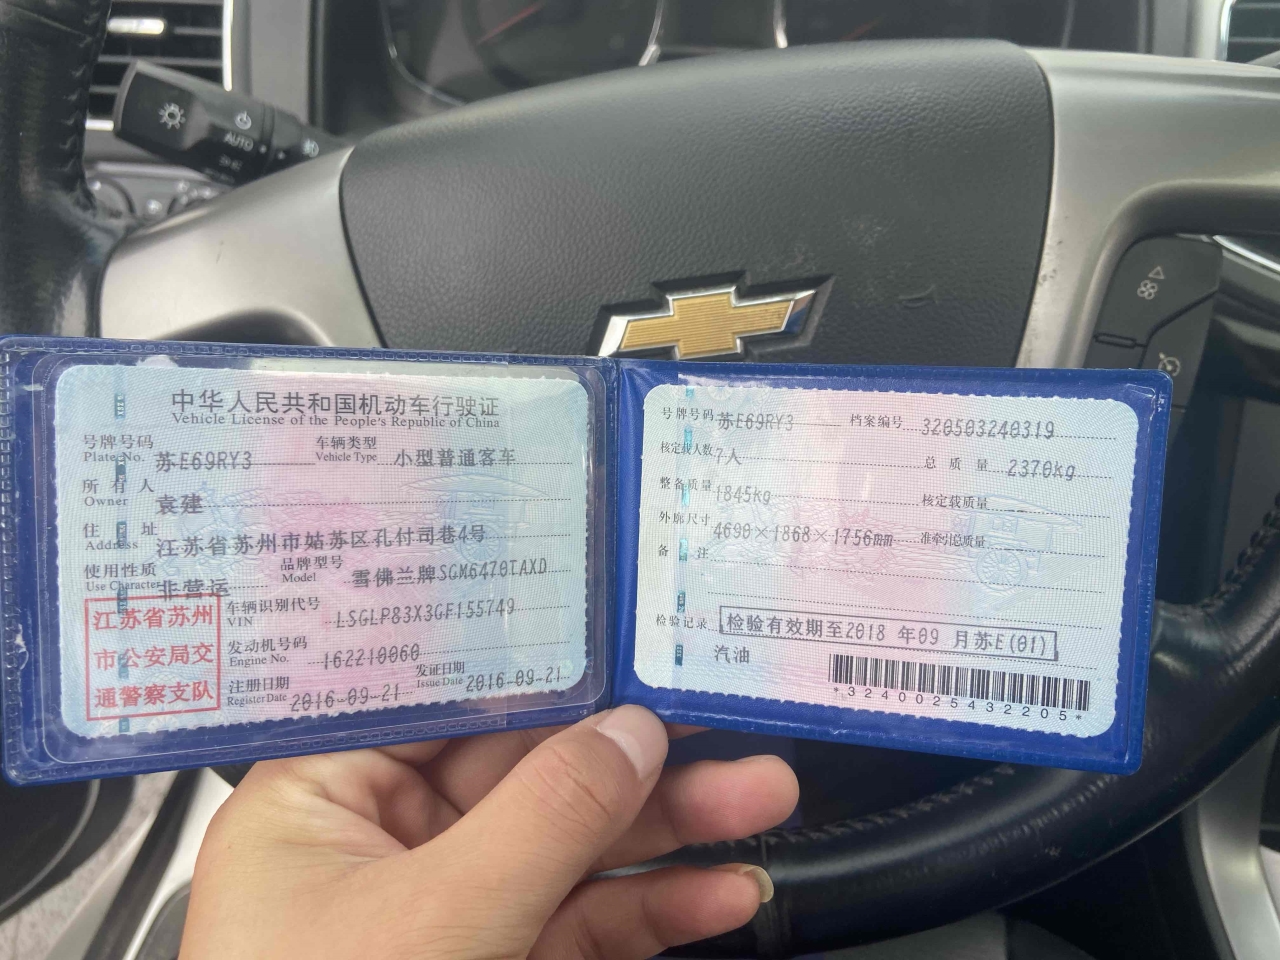 AUTO
中华人民共和国机动车行驶证
Vehicle License of the People's Republic of China
号牌号码 苏E69RY3 车辆类型 小型普通客车
Plate No. Vehicle Type
所有人 袁建
Owner
住址 江苏省苏州市姑苏区孔付司巷4号
Address
使用性质 非营运 品牌型号 雪佛兰牌SGM6470TAXD
Use Character Model
江苏省苏州
市公安局交
通警察支队
车辆识别代号 LSGLP83X3GF155749
VIN
发动机号码 162210060
Engine No.
注册日期 2016-09-21 发证日期 2016-09-21
Register Date Issue Date
号牌号码 苏E69RY3 档案编号 320503240319
核定载人数 7人 总质量 2370kg
整备质量 1845kg 核定载质量
外廓尺寸 4690×1868×1756mm 准牵引总质量
备注
检验记录 检验有效期至2018年09月苏E(01)
汽油
*3240025432205*